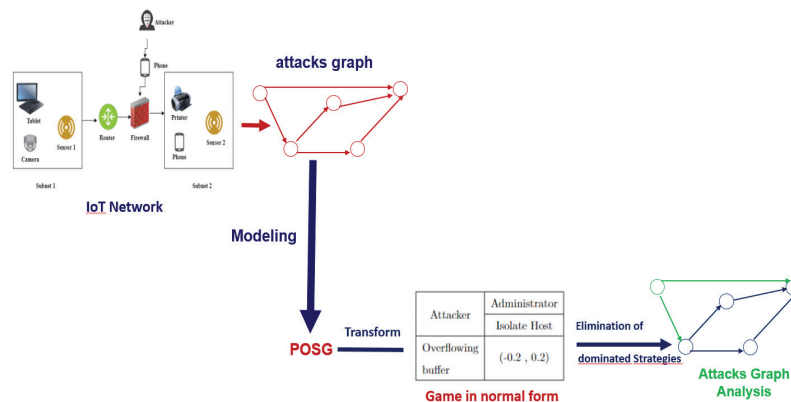 Attacker
Phone
attacks graph
Tablet
Camera
Sensor 1
Router
Firewall
Printer
Phone
Sensor 2
Subnet 1
Subnet 2
IoT Network
Modeling
POSG
Transform
Attacker
Administrator
Isolate Host
Overflowing
buffer
(-0.2 , 0.2)
Game in normal form
Elimination of
dominated Strategies
Attacks Graph
Analysis